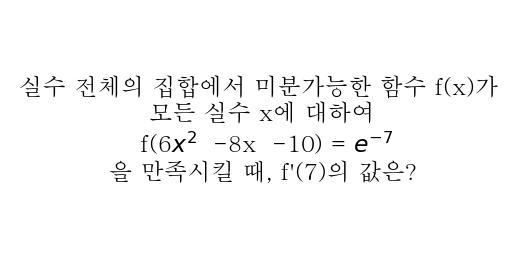 실수 전체의 집합에서 미분가능한 함수 f(x)가
모든 실수 x에 대하여
f(6x² -8x -10) = e⁻⁷
을 만족시킬 때, f'(7)의 값은?